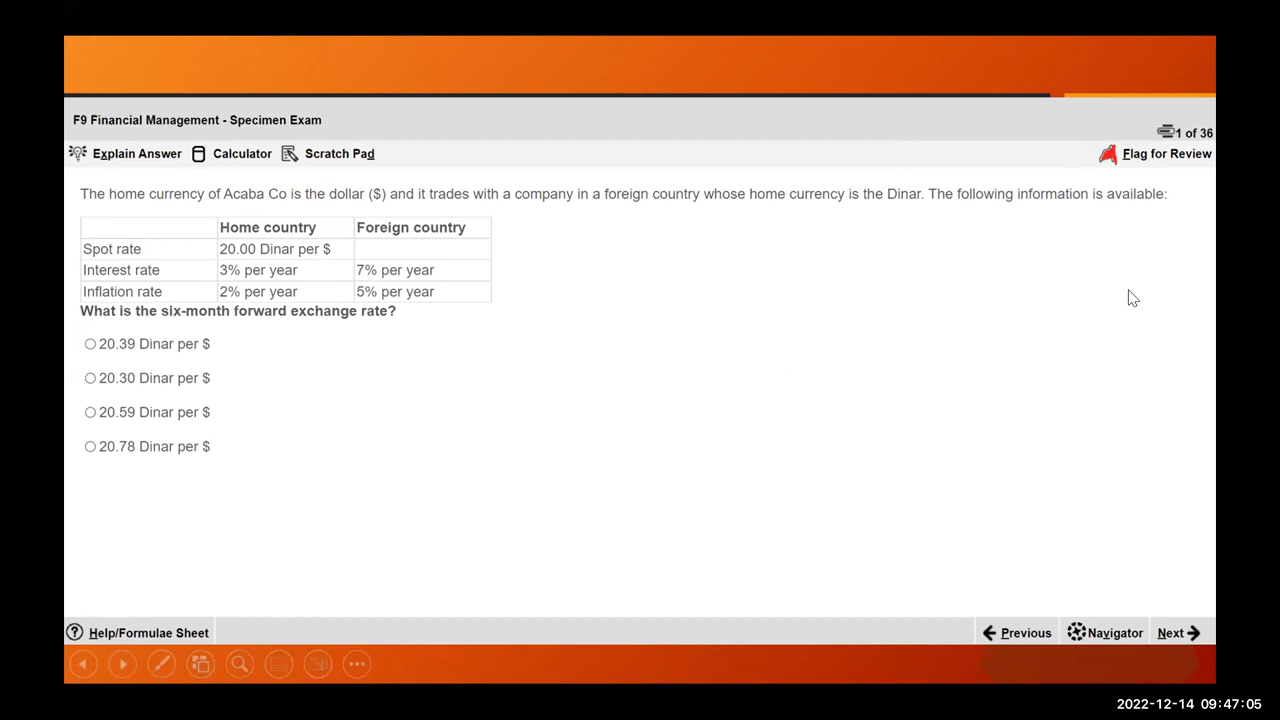 F9 Financial Management - Specimen Exam
1 of 36
Explain Answer Calculator Scratch Pad Flag for Review
The home currency of Acaba Co is the dollar ($) and it trades with a company in a foreign country whose home currency is the Dinar. The following information is available:
Home country Foreign country
Spot rate 20.00 Dinar per $
Interest rate 3% per year 7% per year
Inflation rate 2% per year 5% per year
What is the six-month forward exchange rate?
20.39 Dinar per $
20.30 Dinar per $
20.59 Dinar per $
20.78 Dinar per $
Help/Formulae Sheet Previous Navigator Next
2022-12-14 09:47:05